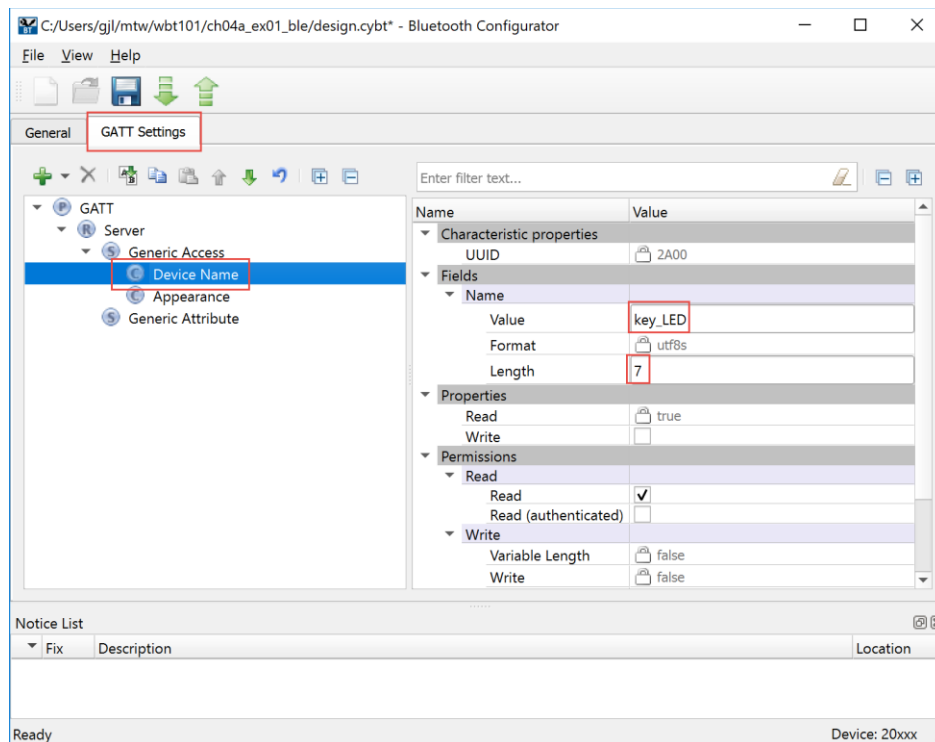 C:/Users/gjl/mtw/wbt101/ch04a_ex01_ble/design.cybt* - Bluetooth Configurator
File View Help
General GATT Settings
Enter filter text...
P GATT
R Server
S Generic Access
C Device Name
C Appearance
S Generic Attribute
Name Value
Characteristic properties
UUID 2A00
Fields
Name
Value key_LED
Format utf8s
Length 7
Properties
Read true
Write
Permissions
Read
Read
Read (authenticated)
Write
Variable Length false
Write false
Notice List
Fix Description Location
Ready Device: 20xxx